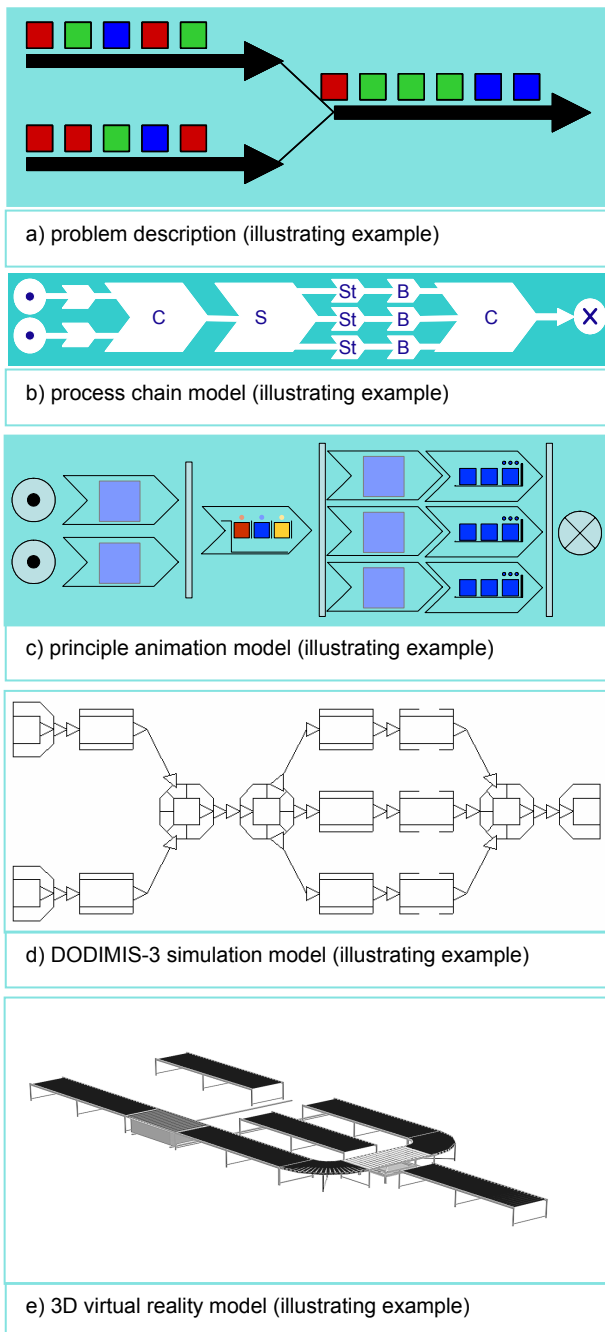 a) problem description (illustrating example)
St B
C S St B C
St B
b) process chain model (illustrating example)
c) principle animation model (illustrating example)
d) DODIMIS-3 simulation model (illustrating example)
e) 3D virtual reality model (illustrating example)